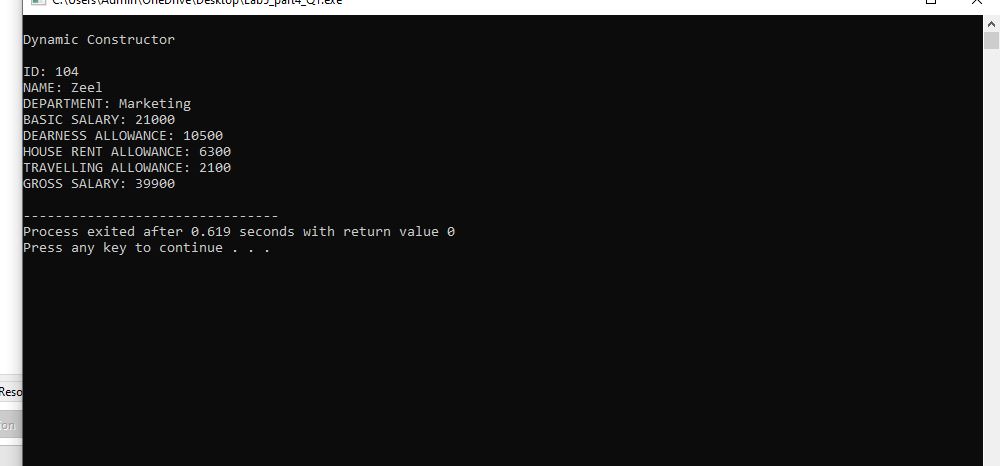 C:\Users\Admin\OneDrive\Desktop\Lab5_part4_Q1.exe
Dynamic Constructor
ID: 104
NAME: Zeel
DEPARTMENT: Marketing
BASIC SALARY: 21000
DEARNESS ALLOWANCE: 10500
HOUSE RENT ALLOWANCE: 6300
TRAVELLING ALLOWANCE: 2100
GROSS SALARY: 39900
--------------------------------
Process exited after 0.619 seconds with return value 0
Press any key to continue . . .
Reso